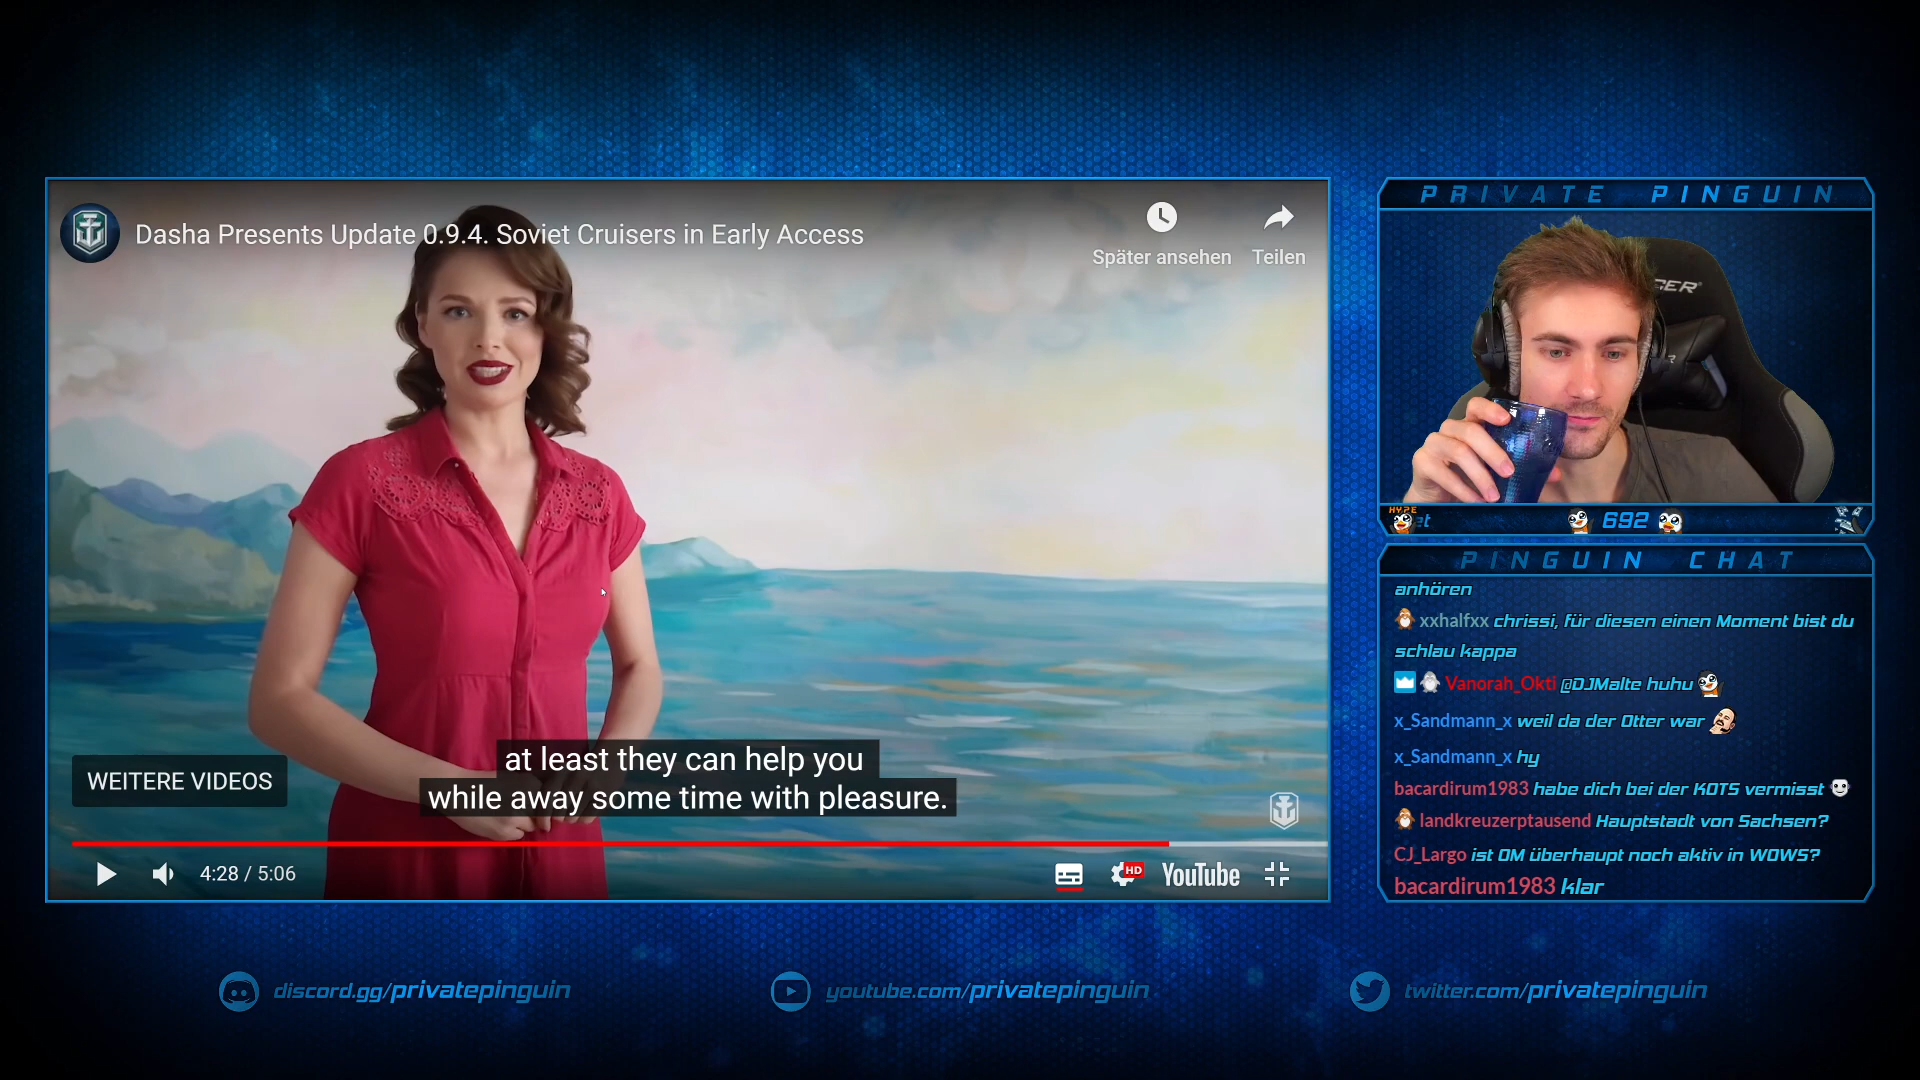 Dasha Presents Update 0.9.4. Soviet Cruisers in Early Access
Später ansehen
Teilen
at least they can help you
while away some time with pleasure.
WEITERE VIDEOS
4:28 / 5:06
HD
YouTube
PRIVATE PINGUIN
HYPE
692
PINGUIN CHAT
anhören
xxhalfxx chrissi, für diesen einen Moment bist du
schlau kappa
Vanorah_Okti @DJMalte huhu
x_Sandmann_x weil da der Otter war
x_Sandmann_x hy
bacardirum1983 habe dich bei der KOTS vermisst
landkreuzerptausend Hauptstadt von Sachsen?
CJ_Largo ist OM überhaupt noch aktiv in WOWS?
bacardirum1983 klar
discord.gg/privatepinguin
youtube.com/privatepinguin
twitter.com/privatepinguin